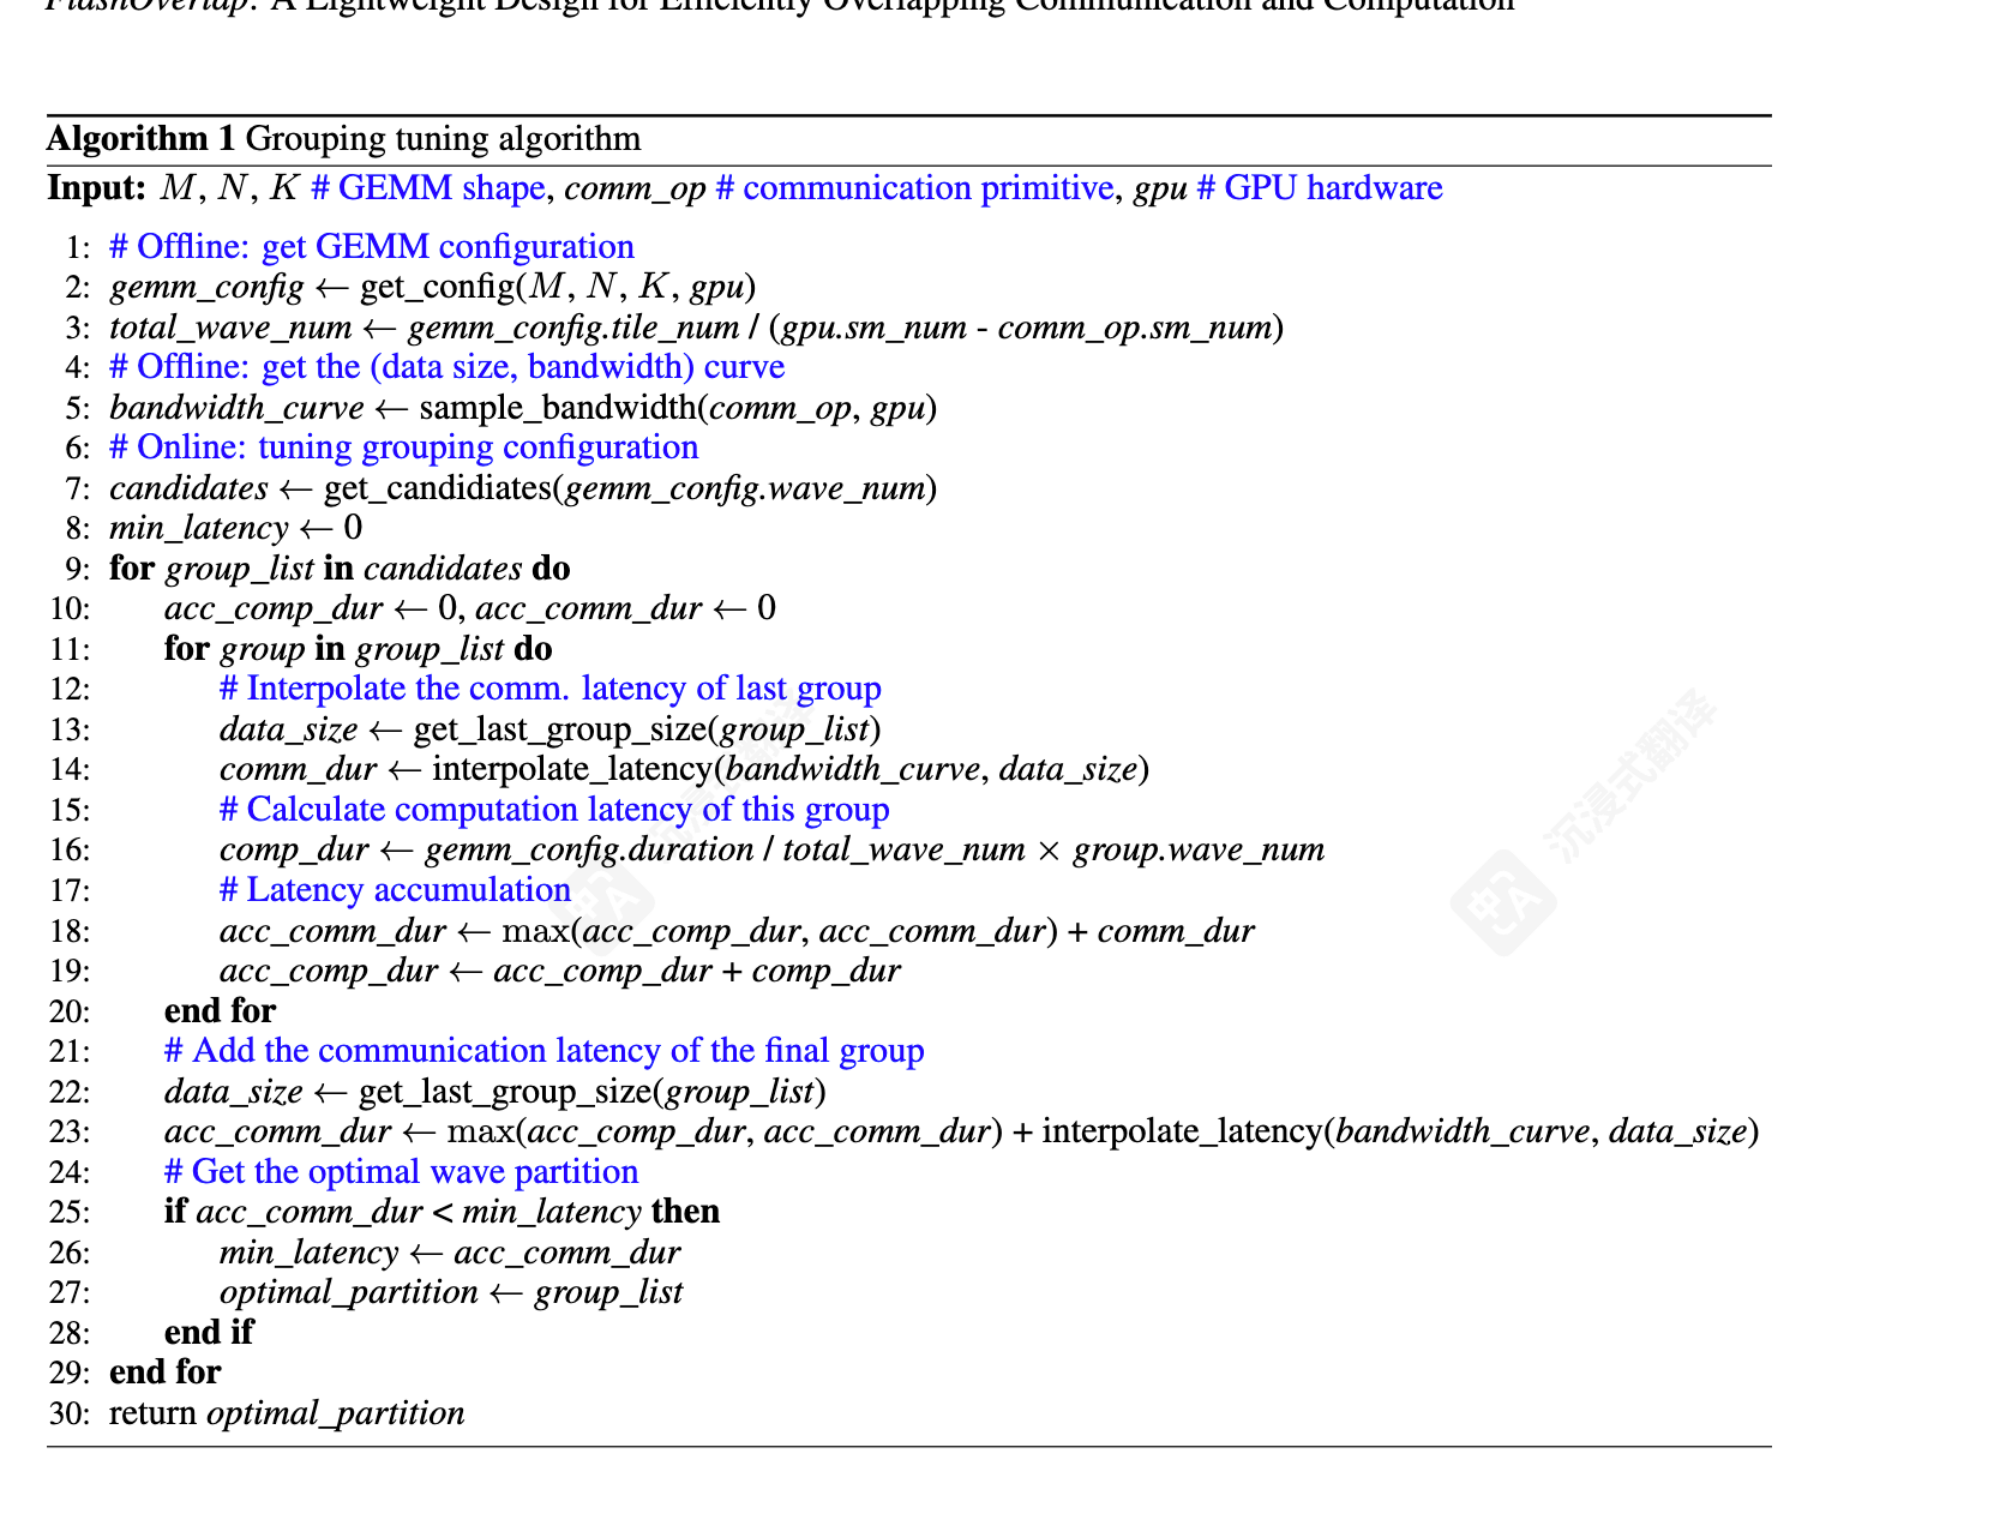 FlashOverlap: A Lightweight Design for Efficiently Overlapping Communication and Computation
Algorithm 1 Grouping tuning algorithm
Input: M, N, K # GEMM shape, comm_op # communication primitive, gpu # GPU hardware
1: # Offline: get GEMM configuration
2: gemm_config ← get_config(M, N, K, gpu)
3: total_wave_num ← gemm_config.tile_num / (gpu.sm_num - comm_op.sm_num)
4: # Offline: get the (data size, bandwidth) curve
5: bandwidth_curve ← sample_bandwidth(comm_op, gpu)
6: # Online: tuning grouping configuration
7: candidates ← get_candidiates(gemm_config.wave_num)
8: min_latency ← 0
9: for group_list in candidates do
10: acc_comp_dur ← 0, acc_comm_dur ← 0
11: for group in group_list do
12: # Interpolate the comm. latency of last group
13: data_size ← get_last_group_size(group_list)
14: comm_dur ← interpolate_latency(bandwidth_curve, data_size)
15: # Calculate computation latency of this group
16: comp_dur ← gemm_config.duration / total_wave_num × group.wave_num
17: # Latency accumulation
18: acc_comm_dur ← max(acc_comp_dur, acc_comm_dur) + comm_dur
19: acc_comp_dur ← acc_comp_dur + comp_dur
20: end for
21: # Add the communication latency of the final group
22: data_size ← get_last_group_size(group_list)
23: acc_comm_dur ← max(acc_comp_dur, acc_comm_dur) + interpolate_latency(bandwidth_curve, data_size)
24: # Get the optimal wave partition
25: if acc_comm_dur < min_latency then
26: min_latency ← acc_comm_dur
27: optimal_partition ← group_list
28: end if
29: end for
30: return optimal_partition
沉浸式翻译
沉浸式翻译